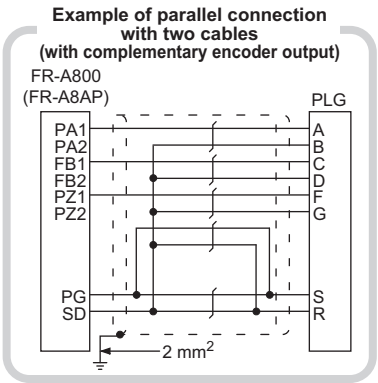 Example of parallel connection
with two cables
(with complementary encoder output)
FR-A800
(FR-A8AP)
PLG
PA1
A
PA2
B
FB1
C
FB2
D
PZ1
F
PZ2
G
PG
S
SD
R
2 mm²